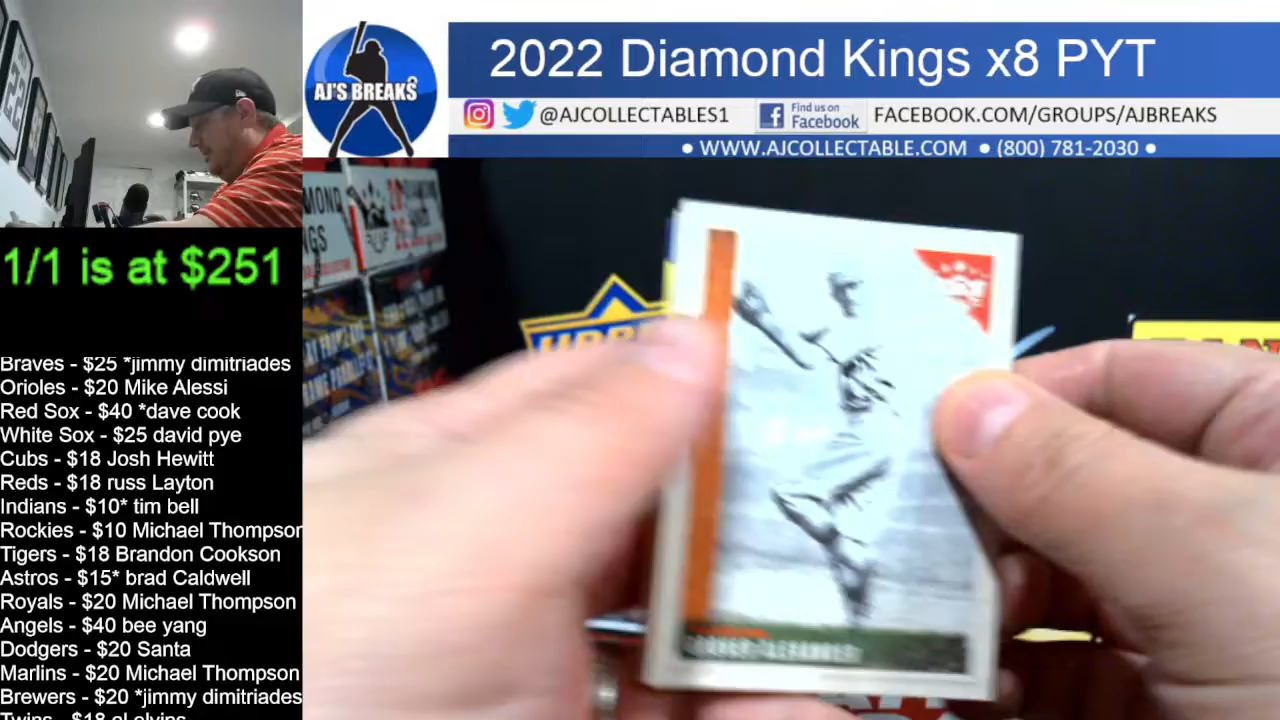 2022 Diamond Kings x8 PYT
AJ'S BREAKS
@AJCOLLECTABLES1
Find us on
Facebook
FACEBOOK.COM/GROUPS/AJBREAKS
• WWW.AJCOLLECTABLE.COM • (800) 781-2030 •
1/1 is at $251
Braves - $25 *jimmy dimitriades
Orioles - $20 Mike Alessi
Red Sox - $40 *dave cook
White Sox - $25 david pye
Cubs - $18 Josh Hewitt
Reds - $18 russ Layton
Indians - $10* tim bell
Rockies - $10 Michael Thompson
Tigers - $18 Brandon Cookson
Astros - $15* brad Caldwell
Royals - $20 Michael Thompson
Angels - $40 bee yang
Dodgers - $20 Santa
Marlins - $20 Michael Thompson
Brewers - $20 *jimmy dimitriades
ALEXANDER